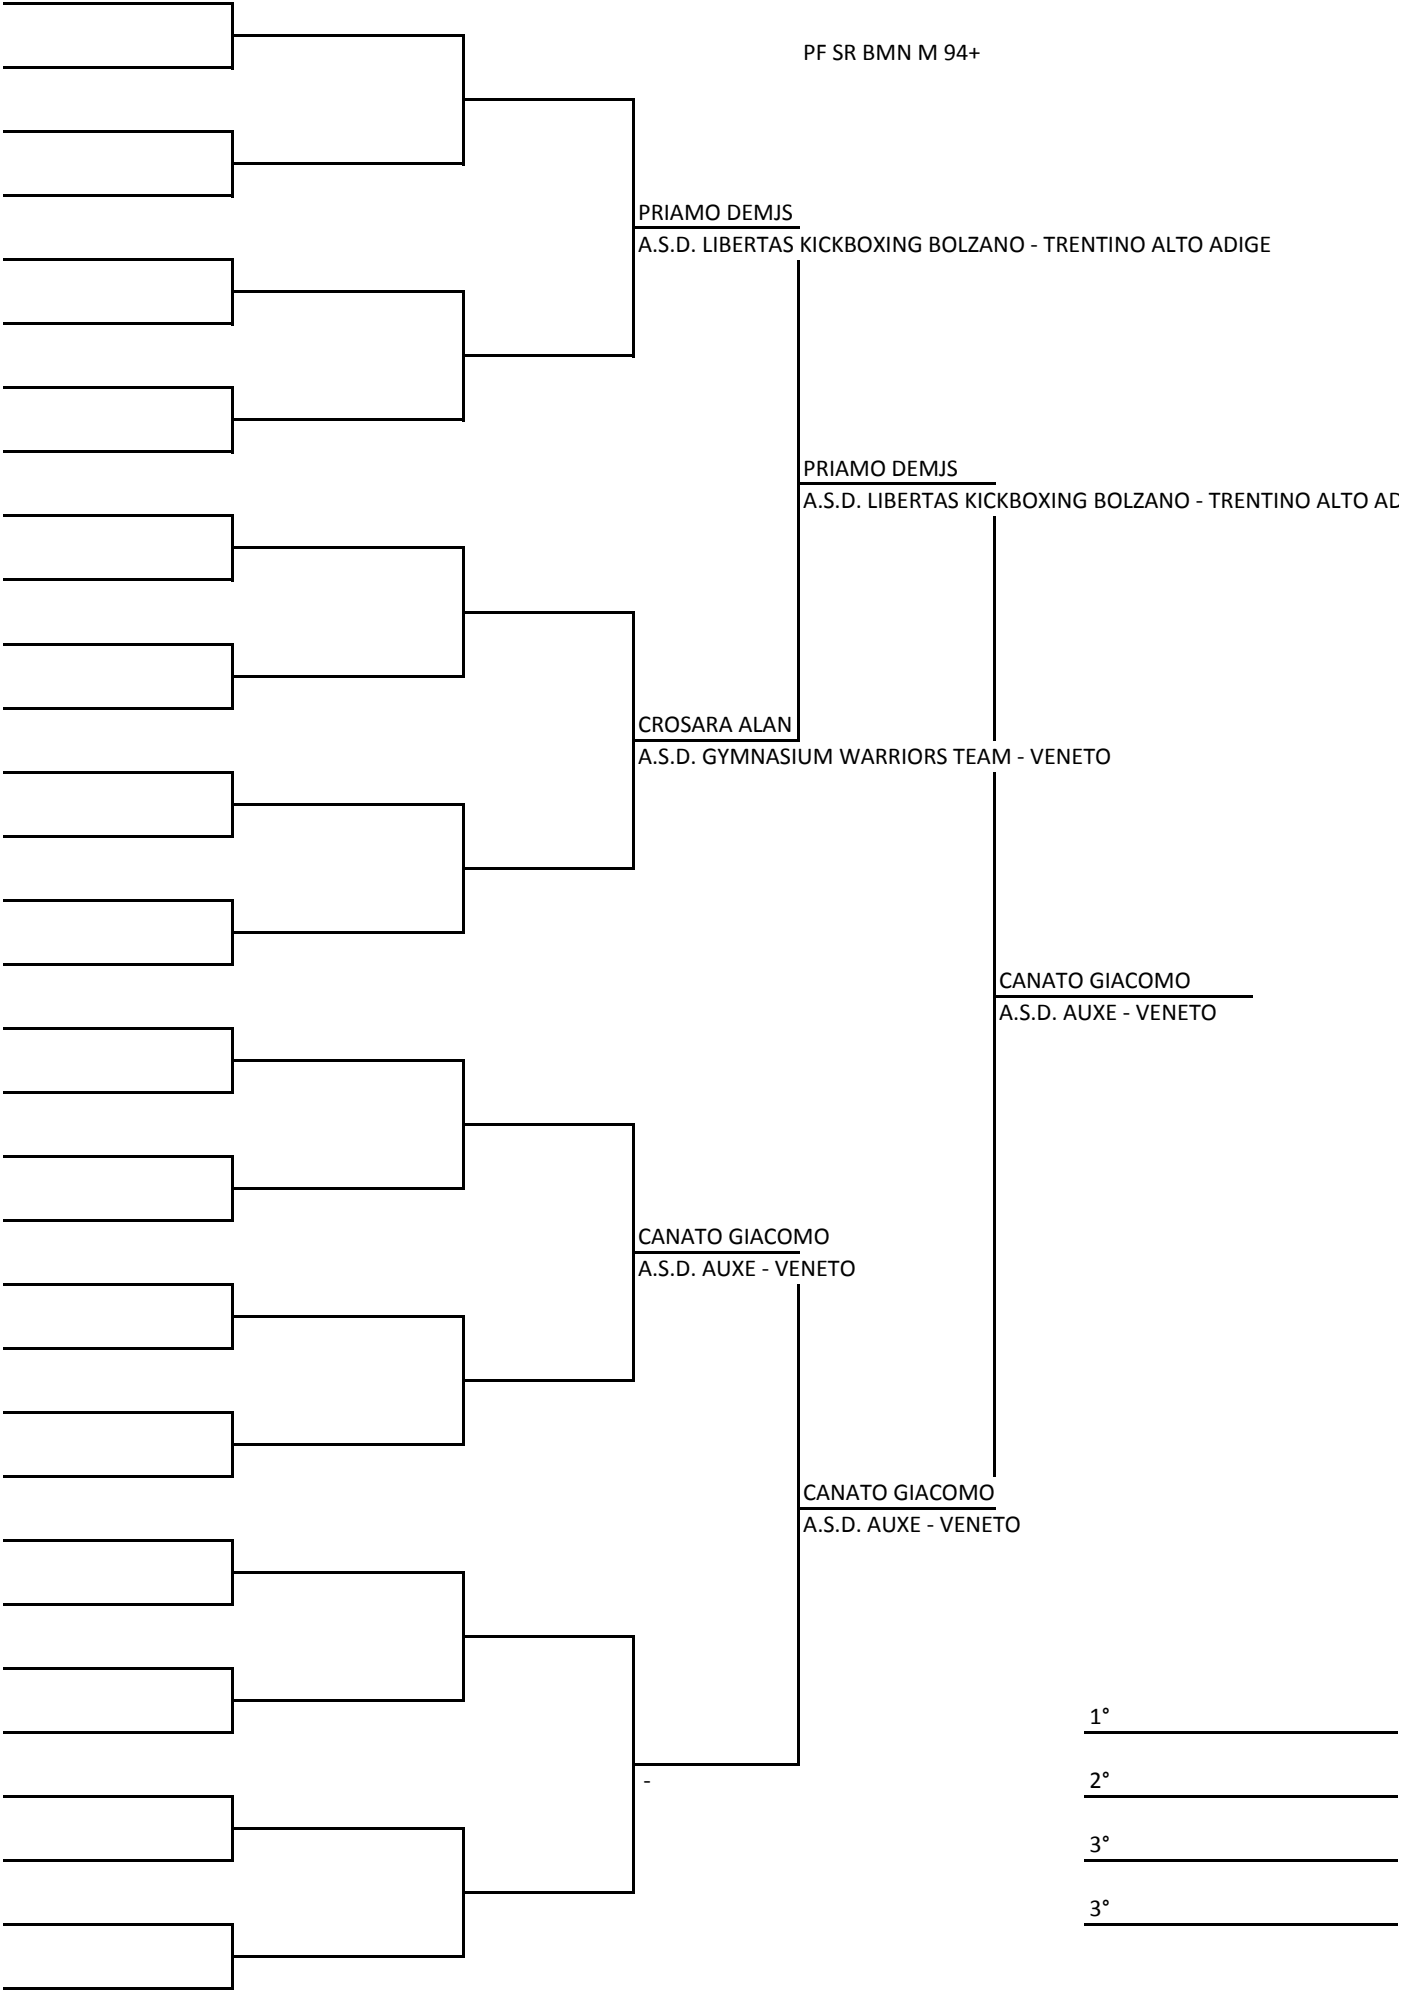 PF SR BMN M 94+
PRIAMO DEMJS
A.S.D. LIBERTAS KICKBOXING BOLZANO - TRENTINO ALTO ADIGE
PRIAMO DEMJS
A.S.D. LIBERTAS KICKBOXING BOLZANO - TRENTINO ALTO AD
CROSARA ALAN
A.S.D. GYMNASIUM WARRIORS TEAM - VENETO
CANATO GIACOMO
A.S.D. AUXE - VENETO
CANATO GIACOMO
A.S.D. AUXE - VENETO
CANATO GIACOMO
A.S.D. AUXE - VENETO
-
1°
2°
3°
3°